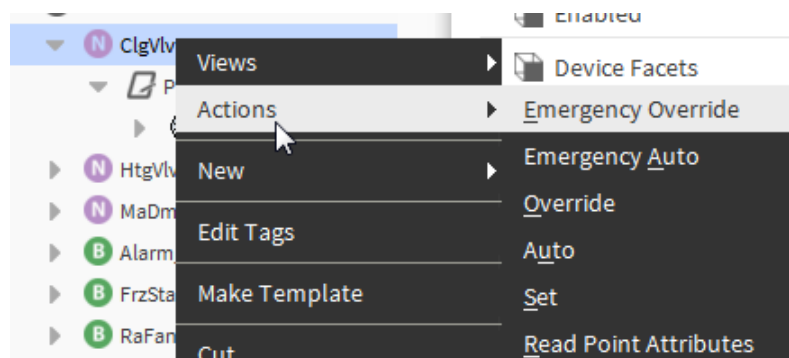 Enabled
N ClgVlv
Views
Device Facets
P
Actions
Emergency Override
N HtgVlv
New
Emergency Auto
N MaDm
Override
Edit Tags
B Alarm_
Auto
B FrzSta
Make Template
Set
B RaFan
Cut
Read Point Attributes